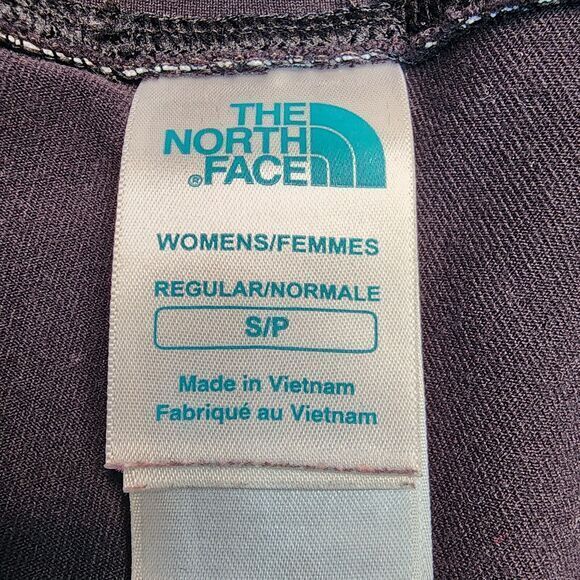 THE
NORTH
FACE®
WOMENS/FEMMES
REGULAR/NORMALE
S/P
Made in Vietnam
Fabriqué au Vietnam